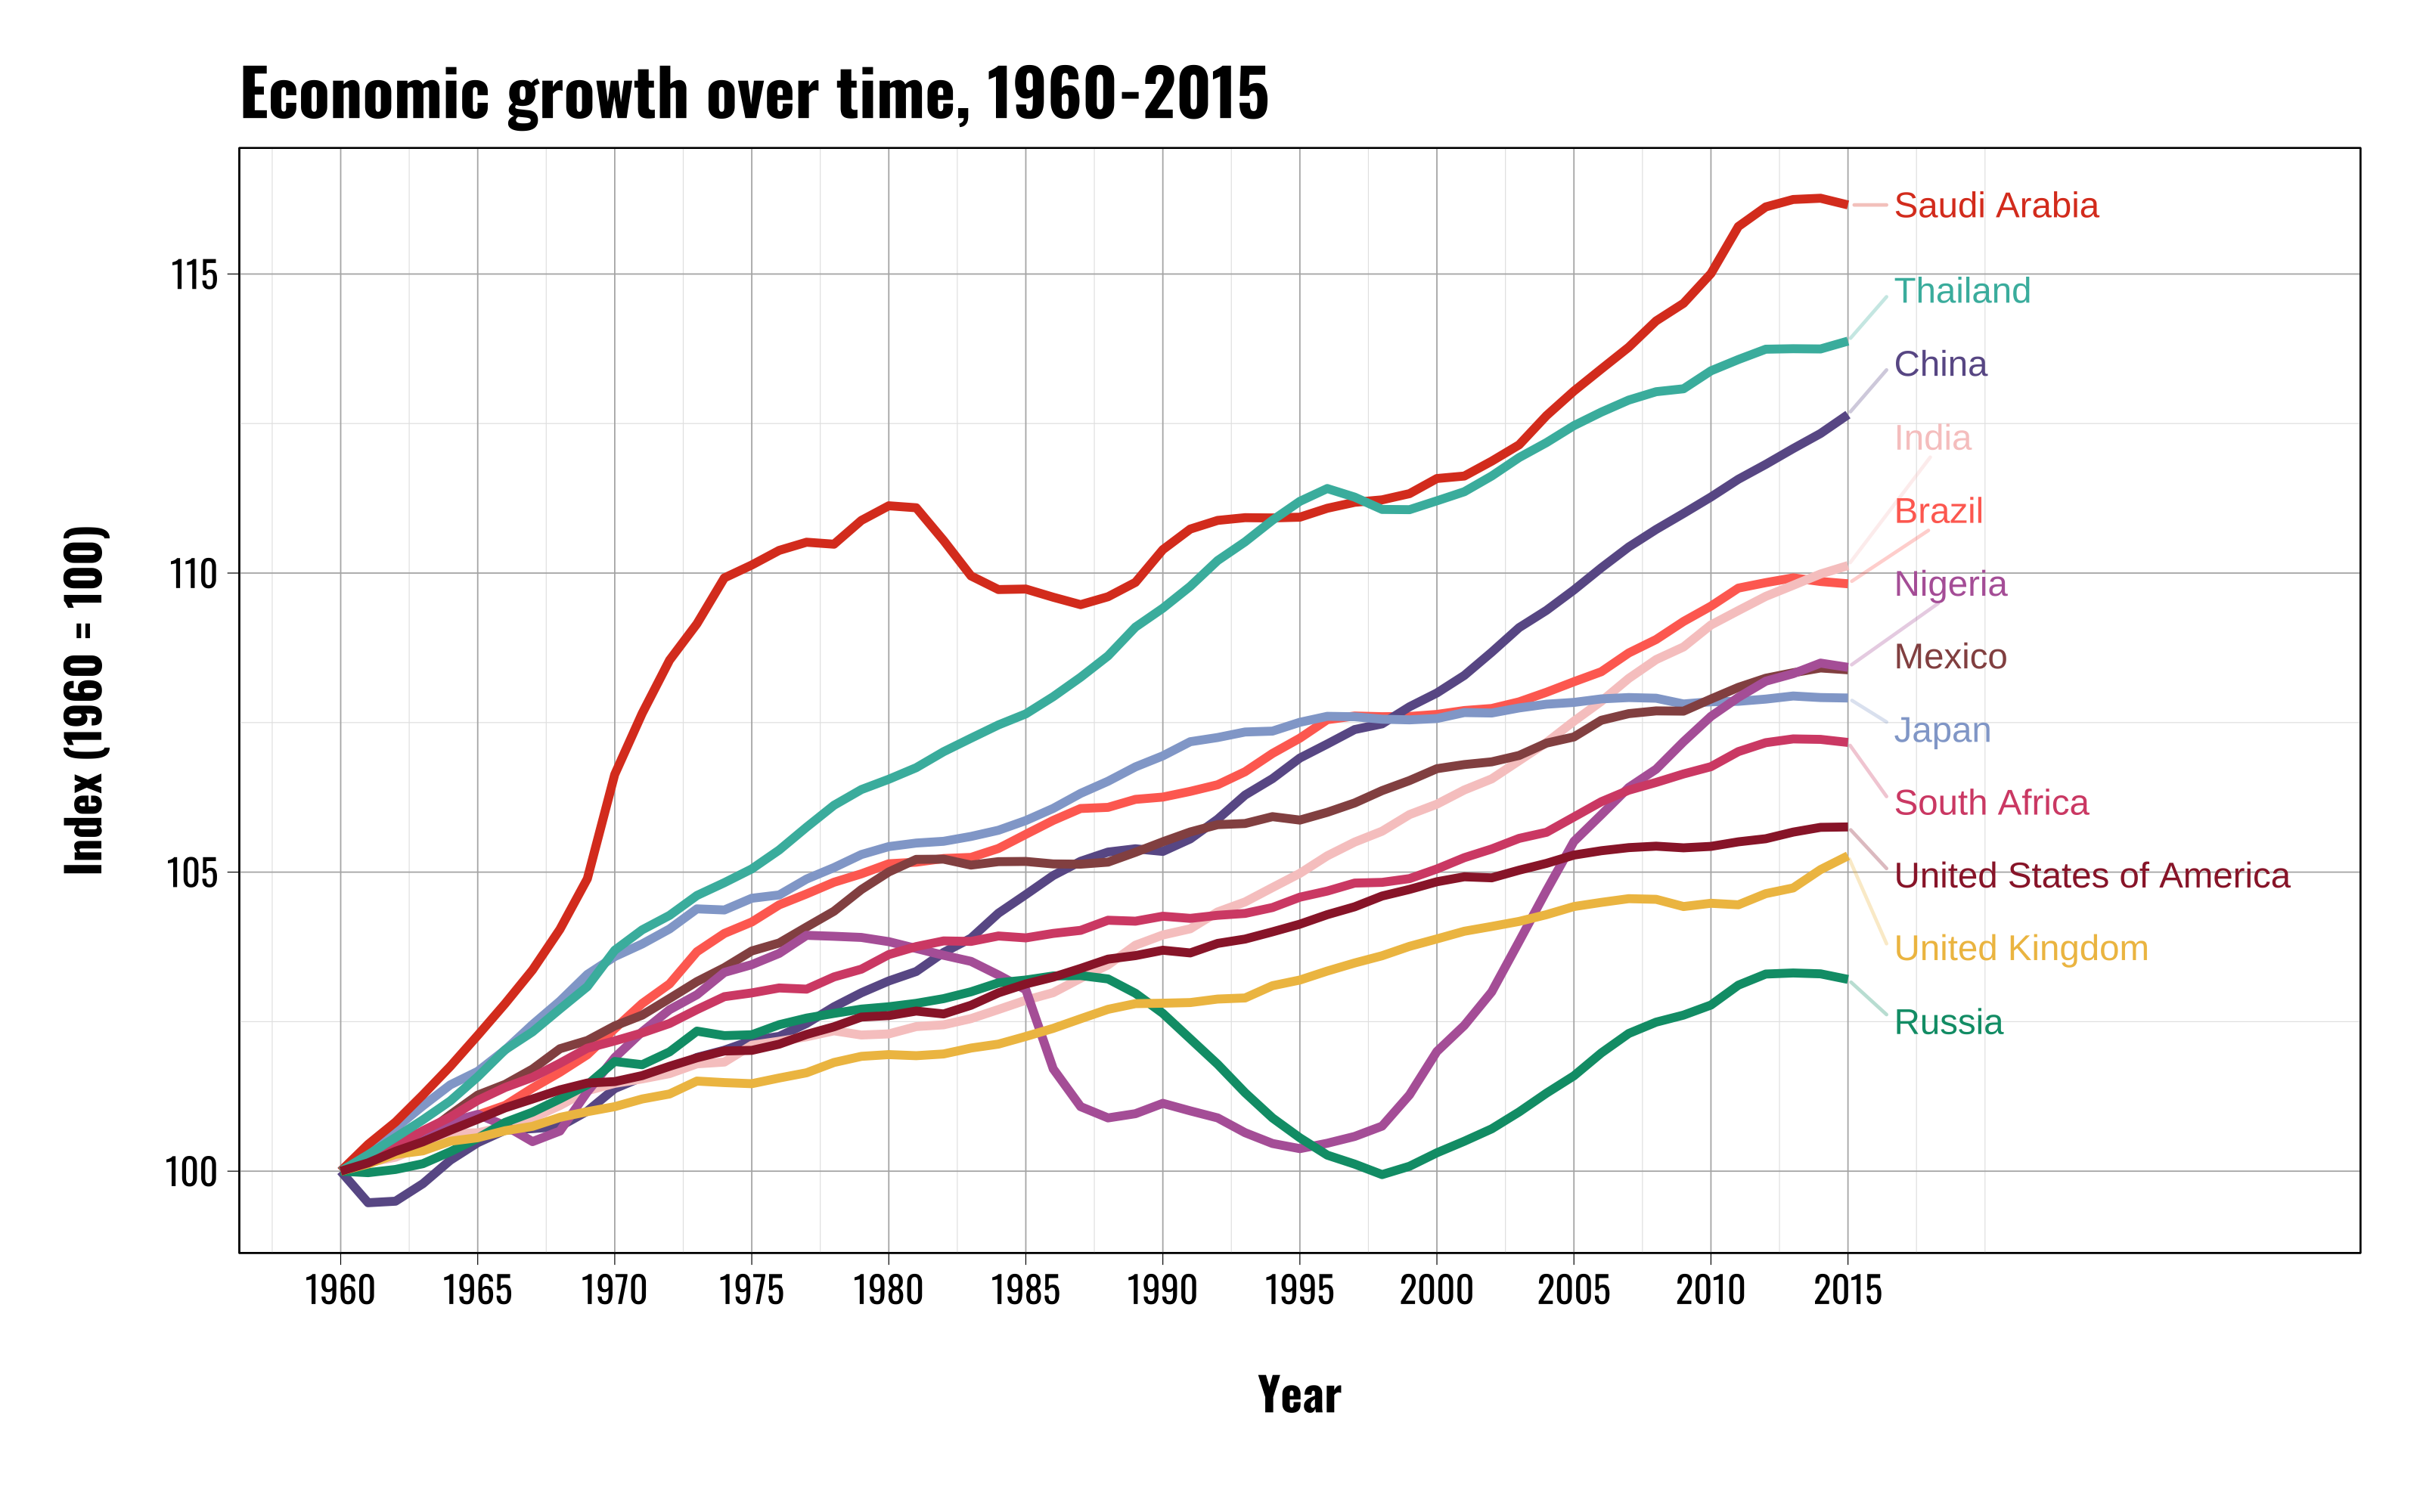 Economic growth over time, 1960-2015
Index (1960 = 100)
115
110
105
100
Saudi Arabia
Thailand
China
India
Brazil
Nigeria
Mexico
Japan
South Africa
United States of America
United Kingdom
Russia
1960 1965 1970 1975 1980 1985 1990 1995 2000 2005 2010 2015
Year